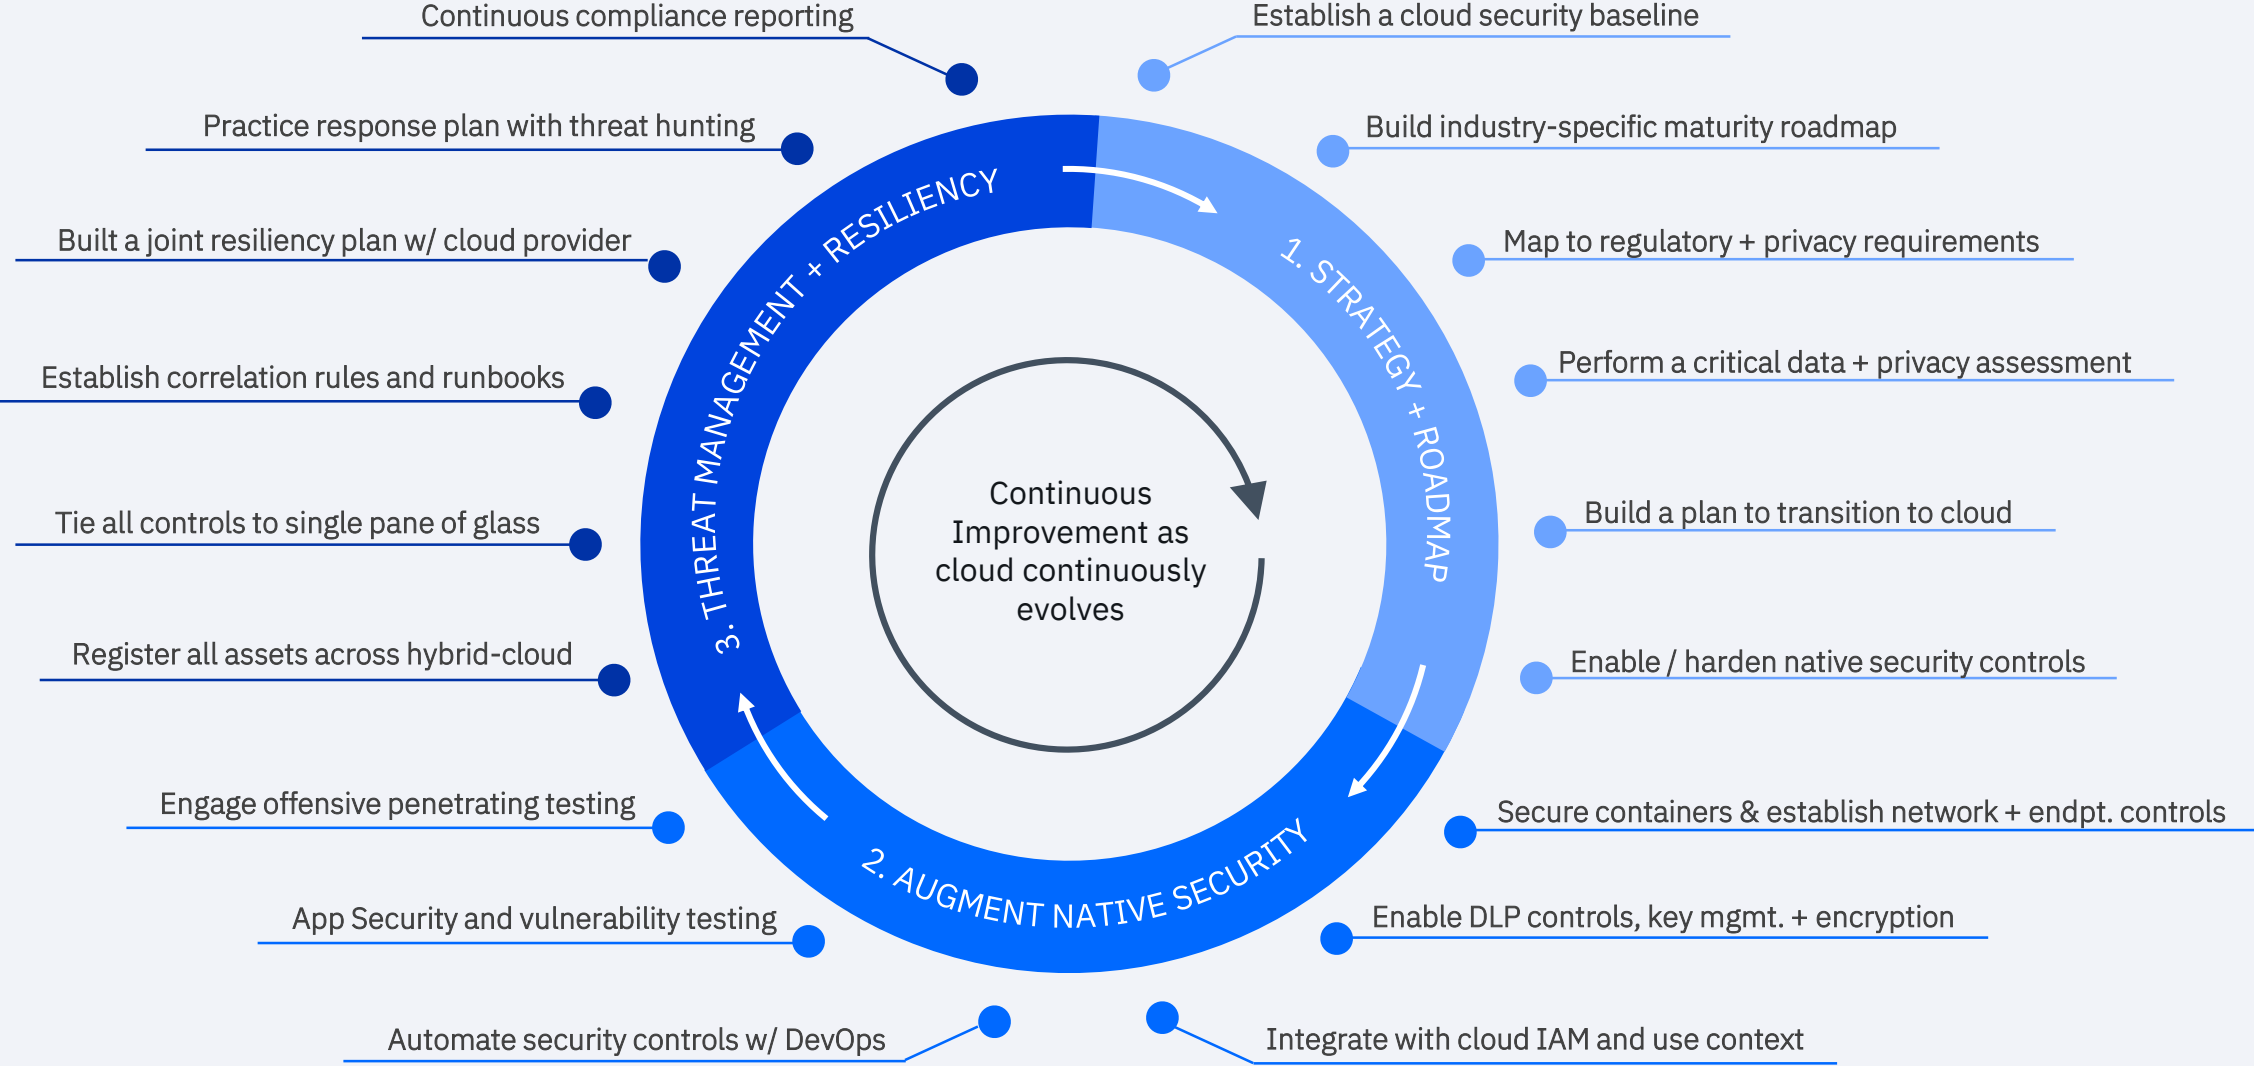 Continuous compliance reporting
Establish a cloud security baseline
Practice response plan with threat hunting
Build industry-specific maturity roadmap
Built a joint resiliency plan w/ cloud provider
Map to regulatory + privacy requirements
Establish correlation rules and runbooks
Perform a critical data + privacy assessment
Tie all controls to single pane of glass
Build a plan to transition to cloud
Register all assets across hybrid-cloud
Enable / harden native security controls
Engage offensive penetrating testing
Secure containers & establish network + endpt. controls
App Security and vulnerability testing
Enable DLP controls, key mgmt. + encryption
Automate security controls w/ DevOps
Integrate with cloud IAM and use context
1. STRATEGY + ROADMAP
2. AUGMENT NATIVE SECURITY
3. THREAT MANAGEMENT + RESILIENCY
Continuous
Improvement as
cloud continuously
evolves